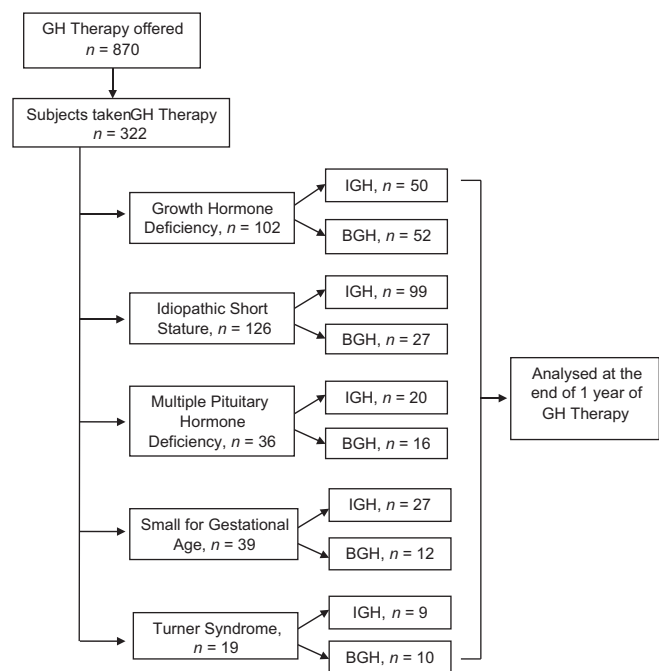 GH Therapy offered
n = 870
Subjects takenGH Therapy
n = 322
Growth Hormone
Deficiency, n = 102
IGH, n = 50
BGH, n = 52
Idiopathic Short
Stature, n = 126
IGH, n = 99
BGH, n = 27
Multiple Pituitary
Hormone
Deficiency, n = 36
IGH, n = 20
BGH, n = 16
Small for Gestational
Age, n = 39
IGH, n = 27
BGH, n = 12
Turner Syndrome,
n = 19
IGH, n = 9
BGH, n = 10
Analysed at the
end of 1 year of
GH Therapy